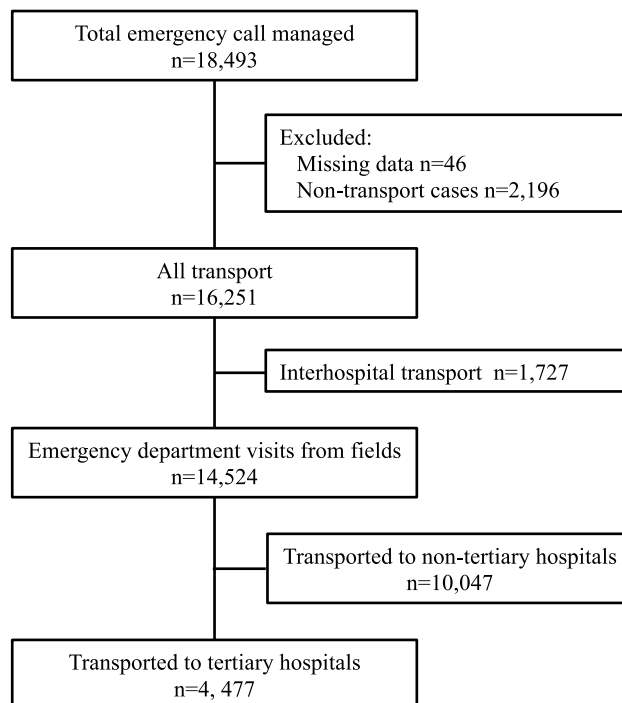 Total emergency call managed
n=18,493
Excluded:
Missing data n=46
Non-transport cases n=2,196
All transport
n=16,251
Interhospital transport n=1,727
Emergency department visits from fields
n=14,524
Transported to non-tertiary hospitals
n=10,047
Transported to tertiary hospitals
n=4, 477